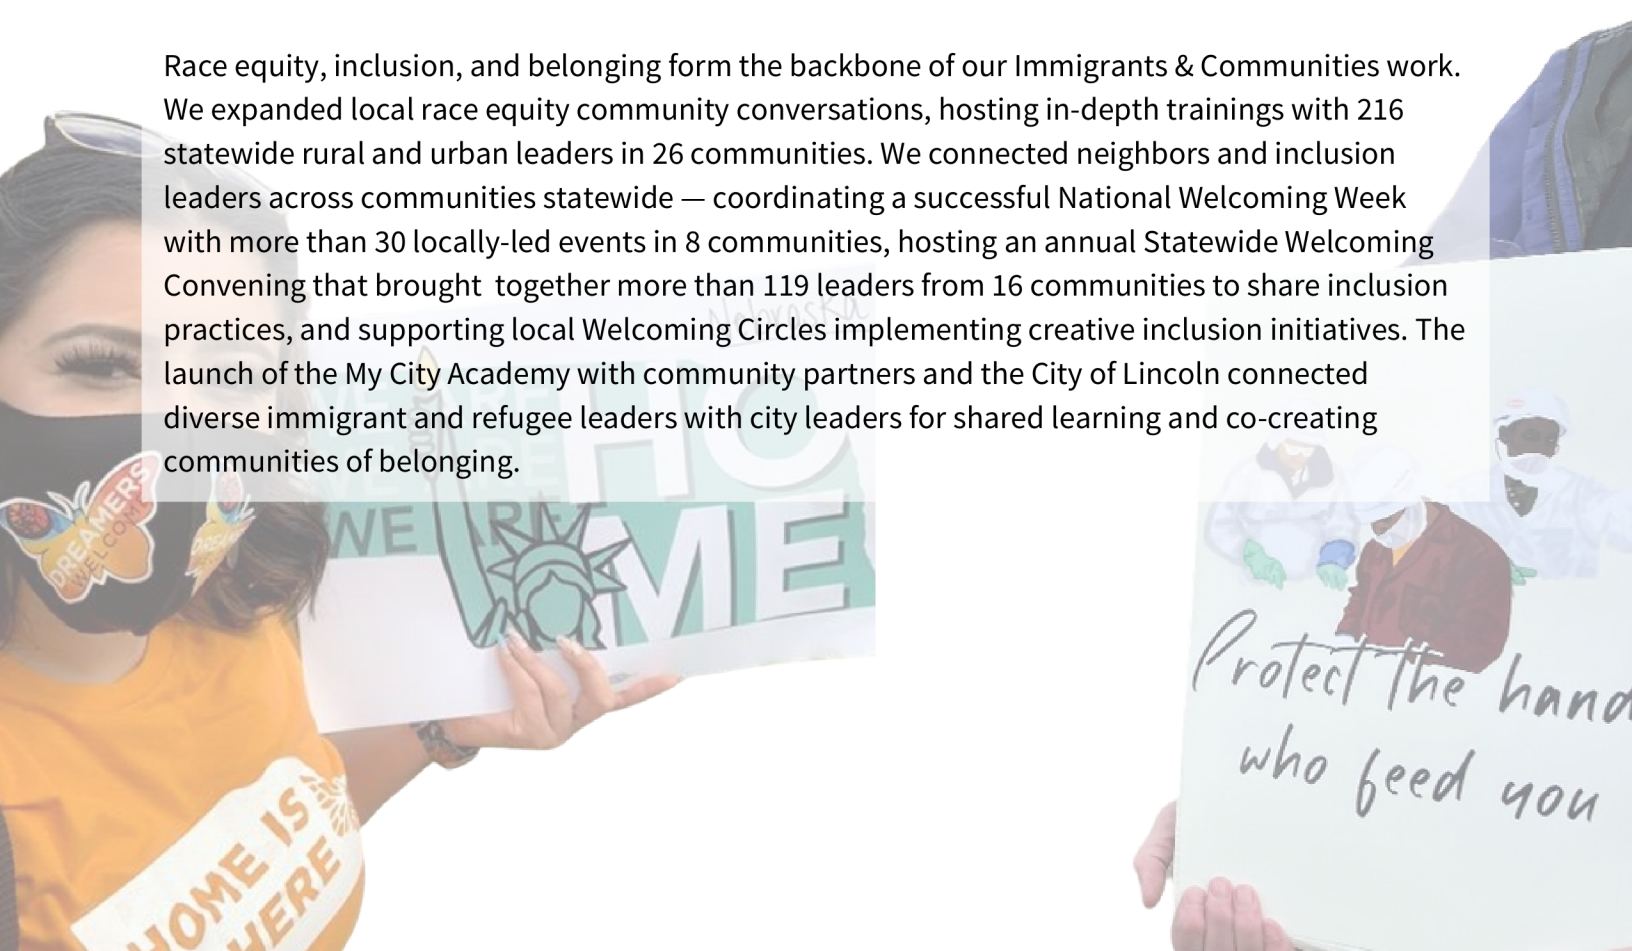 Race equity, inclusion, and belonging form the backbone of our Immigrants & Communities work.
We expanded local race equity community conversations, hosting in-depth trainings with 216
statewide rural and urban leaders in 26 communities. We connected neighbors and inclusion
leaders across communities statewide — coordinating a successful National Welcoming Week
with more than 30 locally-led events in 8 communities, hosting an annual Statewide Welcoming
Convening that brought  together more than 119 leaders from 16 communities to share inclusion
practices, and supporting local Welcoming Circles implementing creative inclusion initiatives. The
launch of the My City Academy with community partners and the City of Lincoln connected
diverse immigrant and refugee leaders with city leaders for shared learning and co-creating
communities of belonging.
Nebraska
WE ARE
HO
ME
DREAMERS
WELCOME
HOME IS
HERE
Protect the hand
who feed you